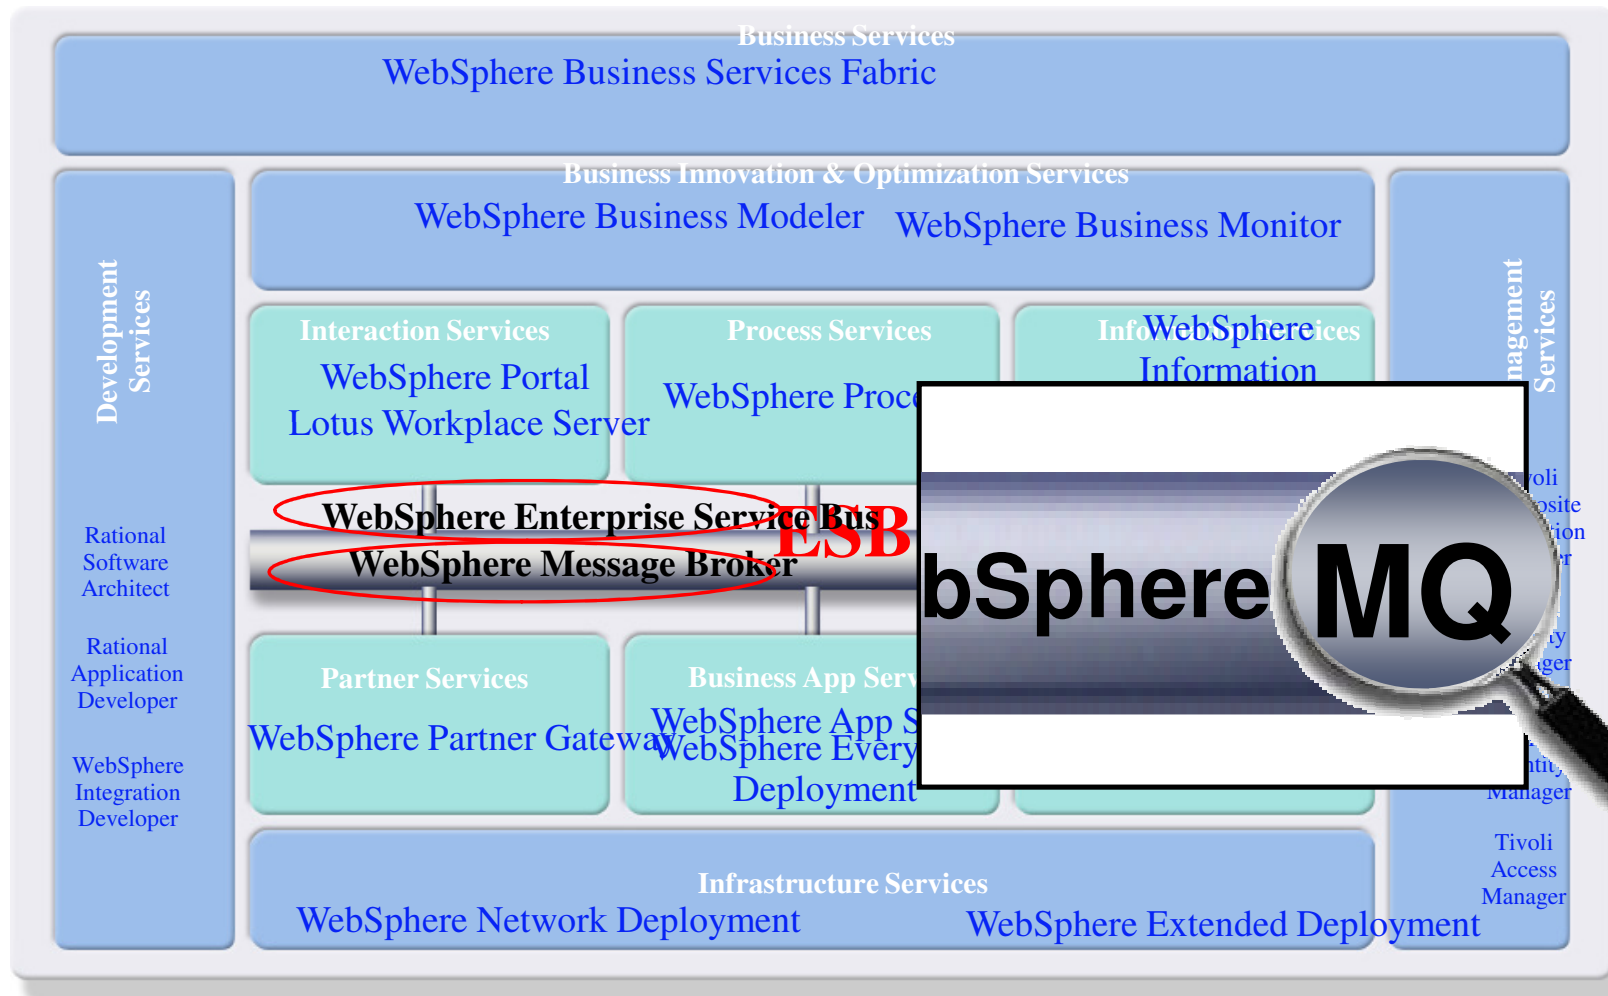 Business Services
WebSphere Business Services Fabric
Business Innovation & Optimization Services
WebSphere Business Modeler
WebSphere Business Monitor
Development
Services
Rational
Software
Architect
Rational
Application
Developer
WebSphere
Integration
Developer
Interaction Services
WebSphere Portal
Lotus Workplace Server
Process Services
WebSphere
Information Services
WebSphere
Information
WebSphere Enterprise Service Bus
ESB
WebSphere Message Broker
bSphere MQ
Partner Services
WebSphere Partner Gateway
Business App
WebSphere App
WebSphere
Deployment
Services
Manager
Tivoli
Access
Manager
Infrastructure Services
WebSphere Network Deployment
WebSphere Extended Deployment